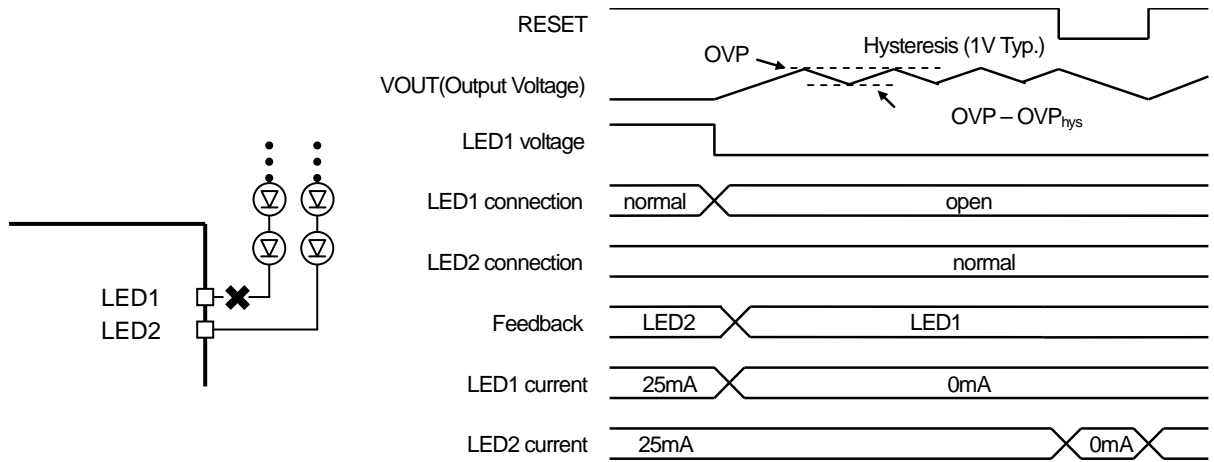 RESET
OVP
Hysteresis (1V Typ.)
VOUT(Output Voltage)
OVP – OVPhys
LED1 voltage
LED1 connection
normal
open
LED2 connection
normal
LED1
LED2
Feedback
LED2
LED1
LED1 current
25mA
0mA
LED2 current
25mA
0mA